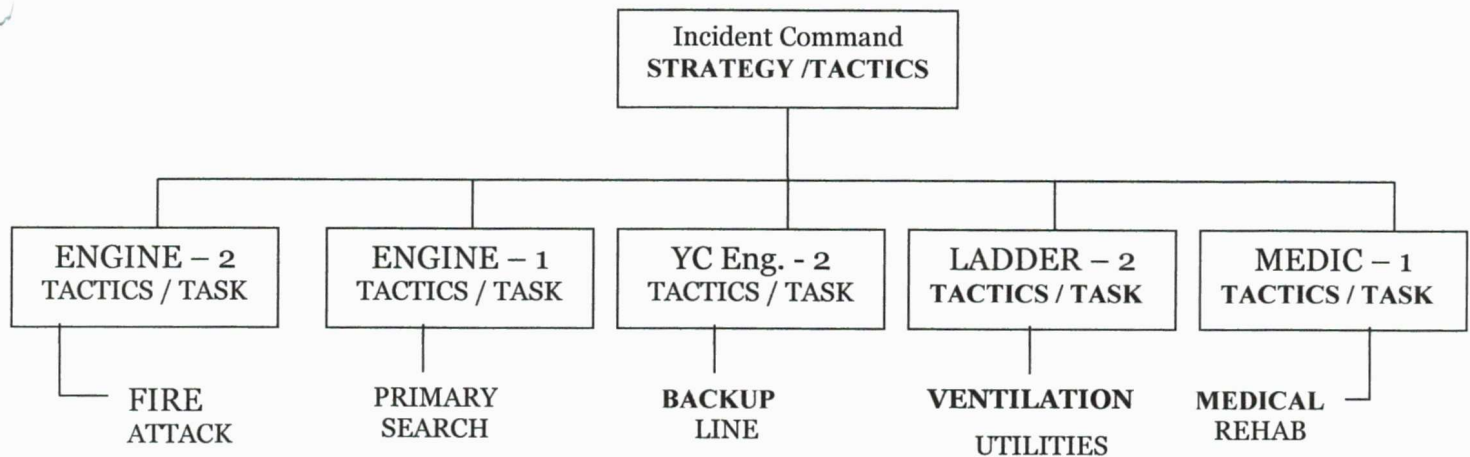 Incident Command
STRATEGY /TACTICS
ENGINE – 2
TACTICS / TASK
ENGINE – 1
TACTICS / TASK
YC Eng. - 2
TACTICS / TASK
LADDER – 2
TACTICS / TASK
MEDIC – 1
TACTICS / TASK
FIRE
ATTACK
PRIMARY
SEARCH
BACKUP
LINE
VENTILATION
UTILITIES
MEDICAL
REHAB